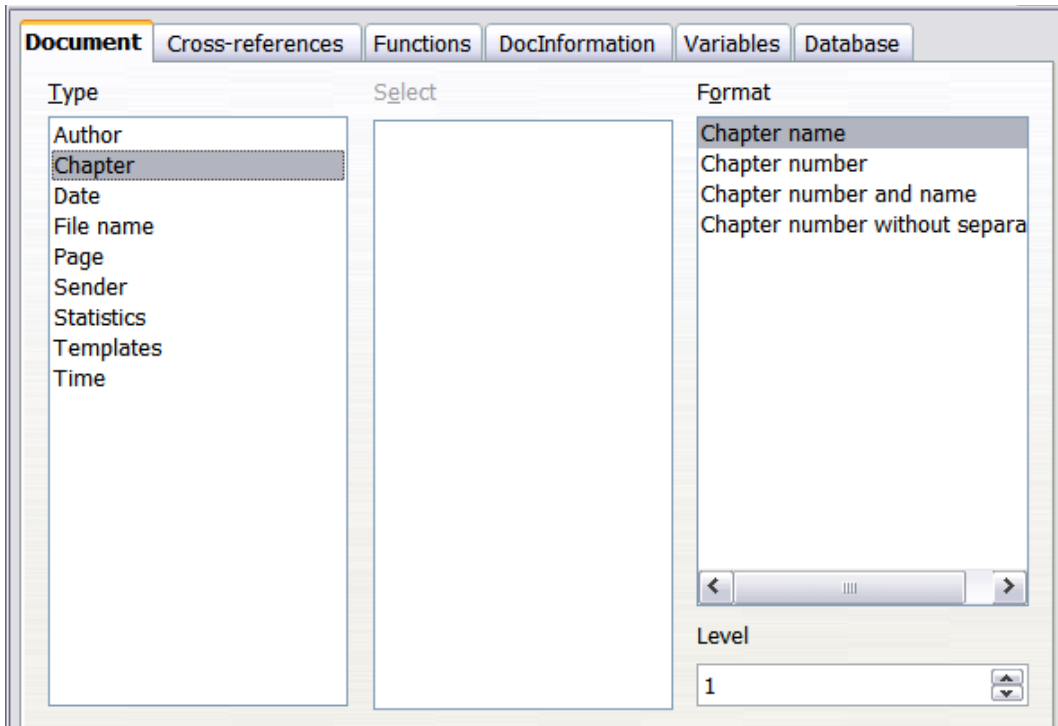 Document Cross-references Functions DocInformation Variables Database
Type
Author
Chapter
Date
File name
Page
Sender
Statistics
Templates
Time
Select
Format
Chapter name
Chapter number
Chapter number and name
Chapter number without separa
Level
1